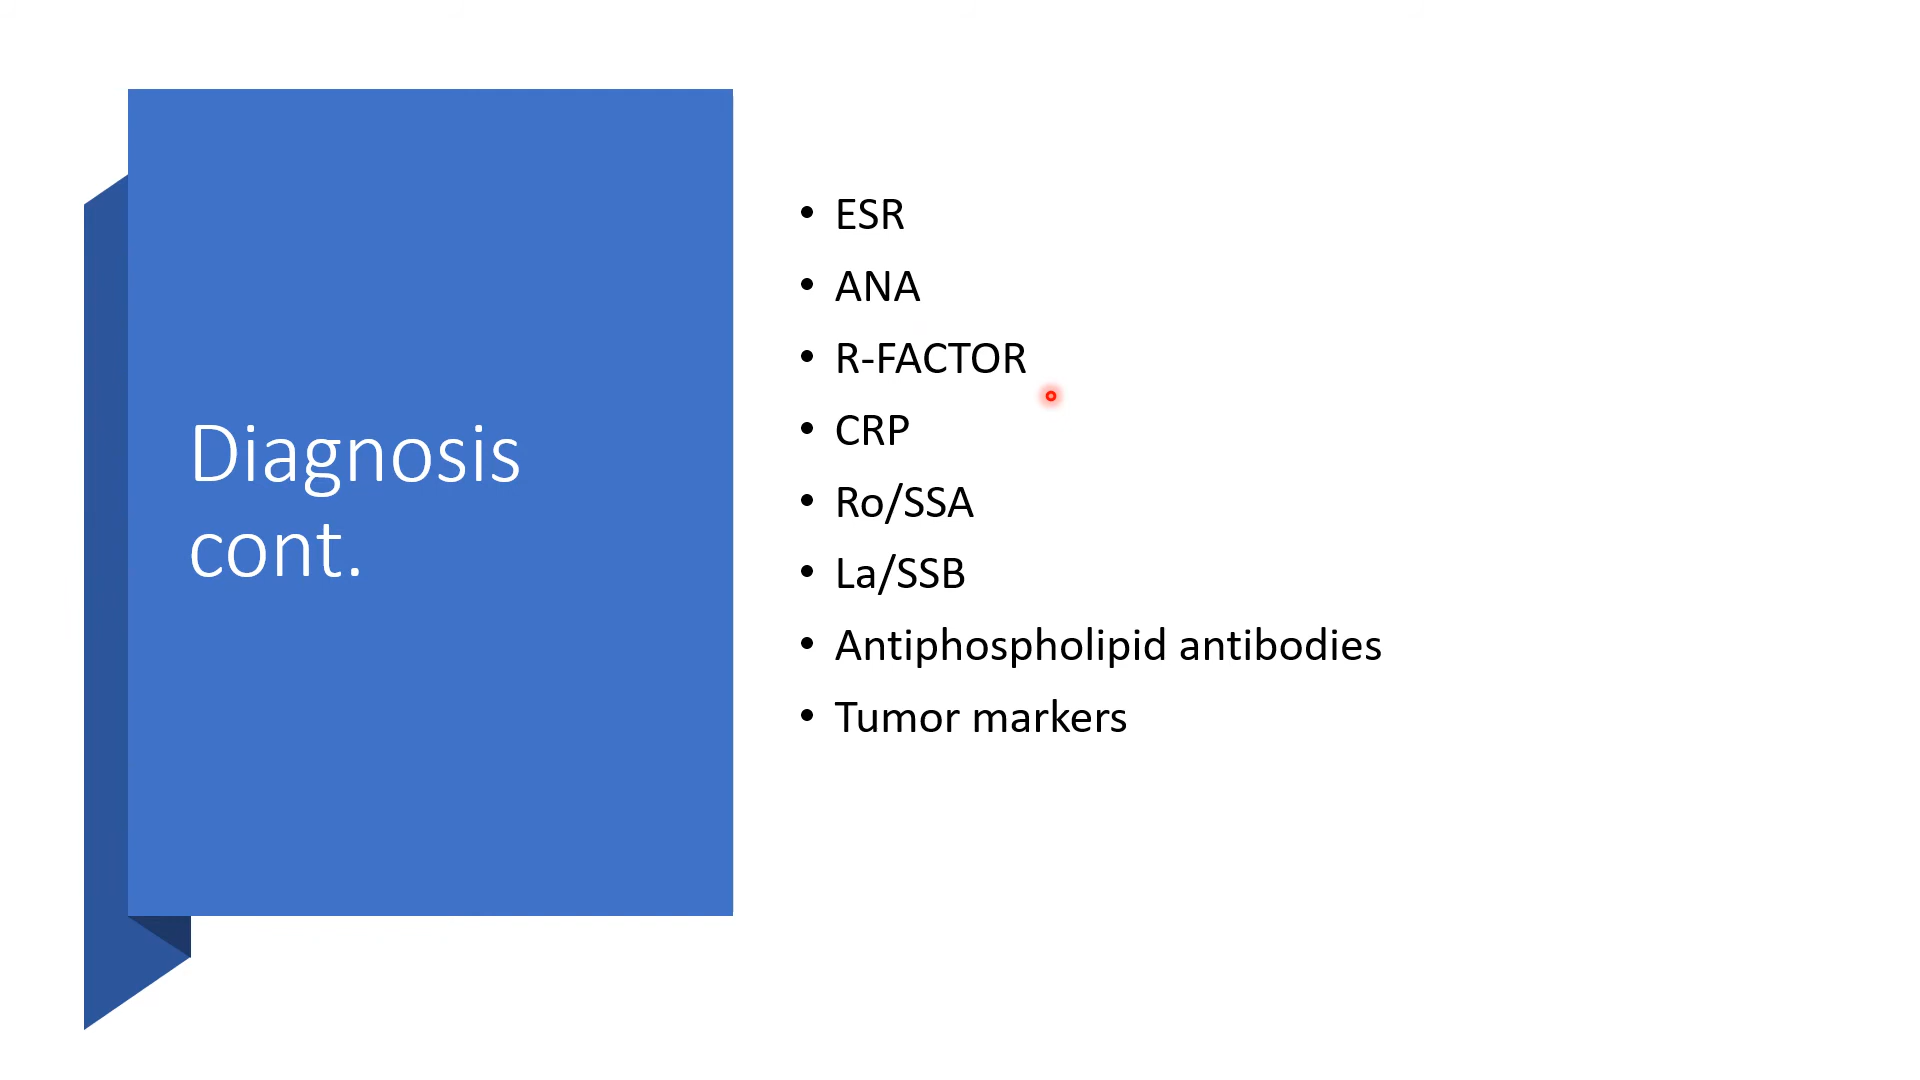 Diagnosis
cont.
• ESR
• ANA
• R-FACTOR
• CRP
• Ro/SSA
• La/SSB
• Antiphospholipid antibodies
• Tumor markers